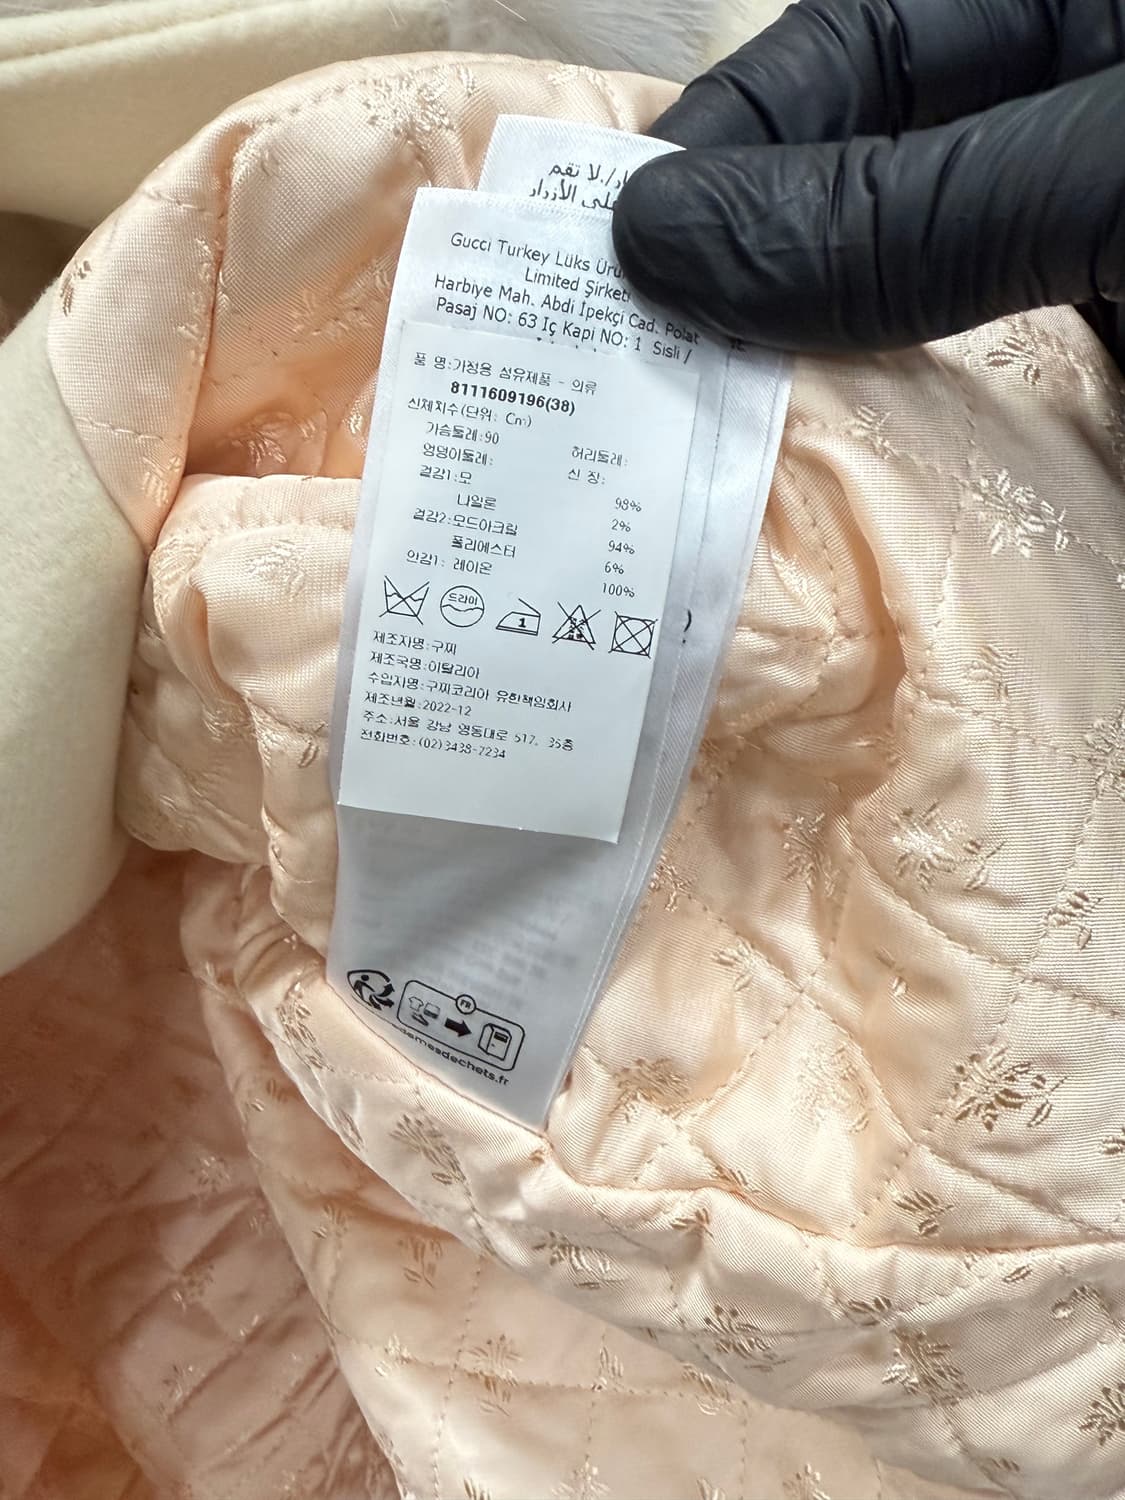 /.لا تقم
على الأزرار
Gucci Turkey Lüks Ürü
Limited Şirketi
Harbiye Mah. Abdi İpekçi Cad. Polat
Pasaj NO: 63 Iç Kapi NO: 1 Sisli /
품 명:가정용 섬유제품 - 의류
8111609196(38)
신체치수(단위: Cm)
가슴둘레:90
허리둘레:
엉덩이둘레:
신 장:
겉감1:모
98%
나일론
2%
겉감2:모드아크릴
94%
폴리에스터
6%
안감1: 레이온
100%
드라이
1
제조자명:구찌
제조국명:이탈리아
수입자명:구찌코리아 유한책임회사
제조년월:2022-12
주소:서울 강남 영동대로 517, 35층
전화번호:(02)3438-7234
FR
demesdechets.fr